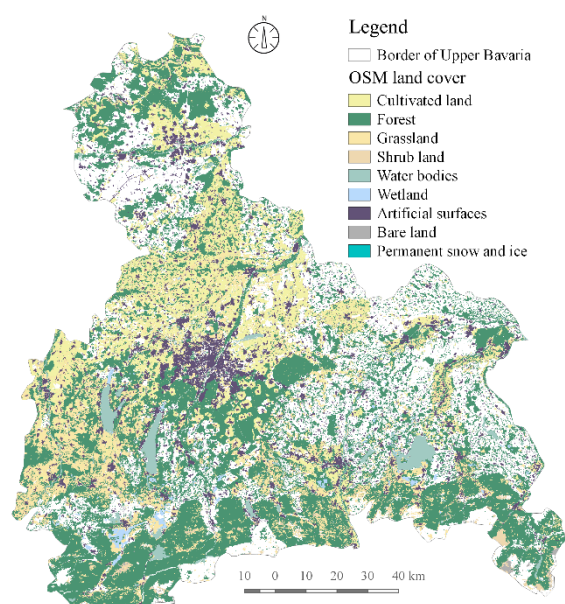 N
Legend
Border of Upper Bavaria
OSM land cover
Cultivated land
Forest
Grassland
Shrub land
Water bodies
Wetland
Artificial surfaces
Bare land
Permanent snow and ice
10 0 10 20 30 40 km